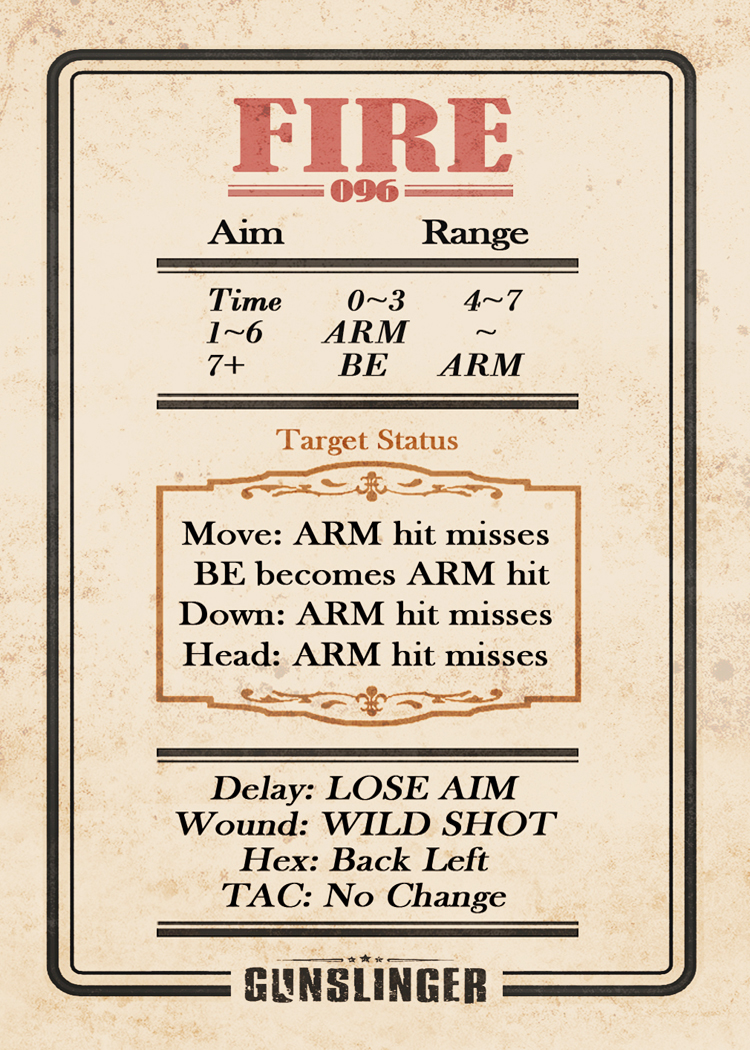 FIRE
096
Aim Range
Time 0~3 4~7
1~6 ARM ~
7+ BE ARM
Target Status
Move: ARM hit misses
BE becomes ARM hit
Down: ARM hit misses
Head: ARM hit misses
Delay: LOSE AIM
Wound: WILD SHOT
Hex: Back Left
TAC: No Change
GUNSLINGER